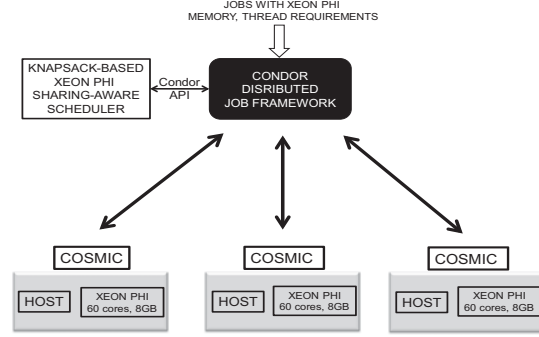 JOBS WITH XEON PHI
MEMORY, THREAD REQUIREMENTS
KNAPSACK-BASED
XEON PHI
SHARING-AWARE
SCHEDULER
Condor
API
CONDOR
DISRIBUTED
JOB FRAMEWORK
COSMIC
COSMIC
COSMIC
HOST
XEON PHI
60 cores, 8GB
HOST
XEON PHI
60 cores, 8GB
HOST
XEON PHI
60 cores, 8GB